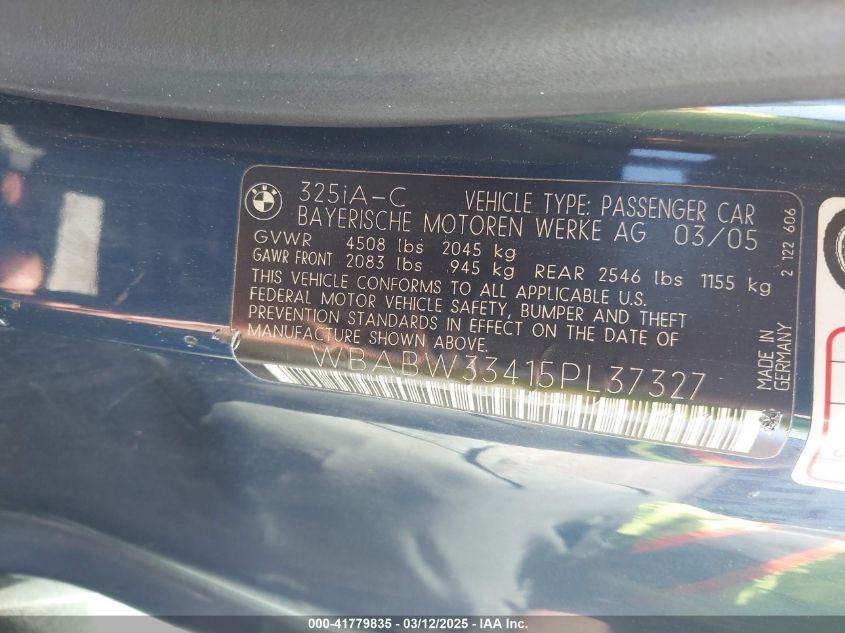 BMW
325iA-C VEHICLE TYPE: PASSENGER CAR
BAYERISCHE MOTOREN WERKE AG 03/05
GVWR 4508 lbs 2045 kg
GAWR FRONT 2083 lbs 945 kg REAR 2546 lbs 1155 kg
THIS VEHICLE CONFORMS TO ALL APPLICABLE U.S.
FEDERAL MOTOR VEHICLE SAFETY, BUMPER AND THEFT
PREVENTION STANDARDS IN EFFECT ON THE DATE OF
MANUFACTURE SHOWN ABOVE.
WBABW33415PL37327
MADE IN
GERMANY
2 122 606
000-41779835 - 03/12/2025 - IAA Inc.